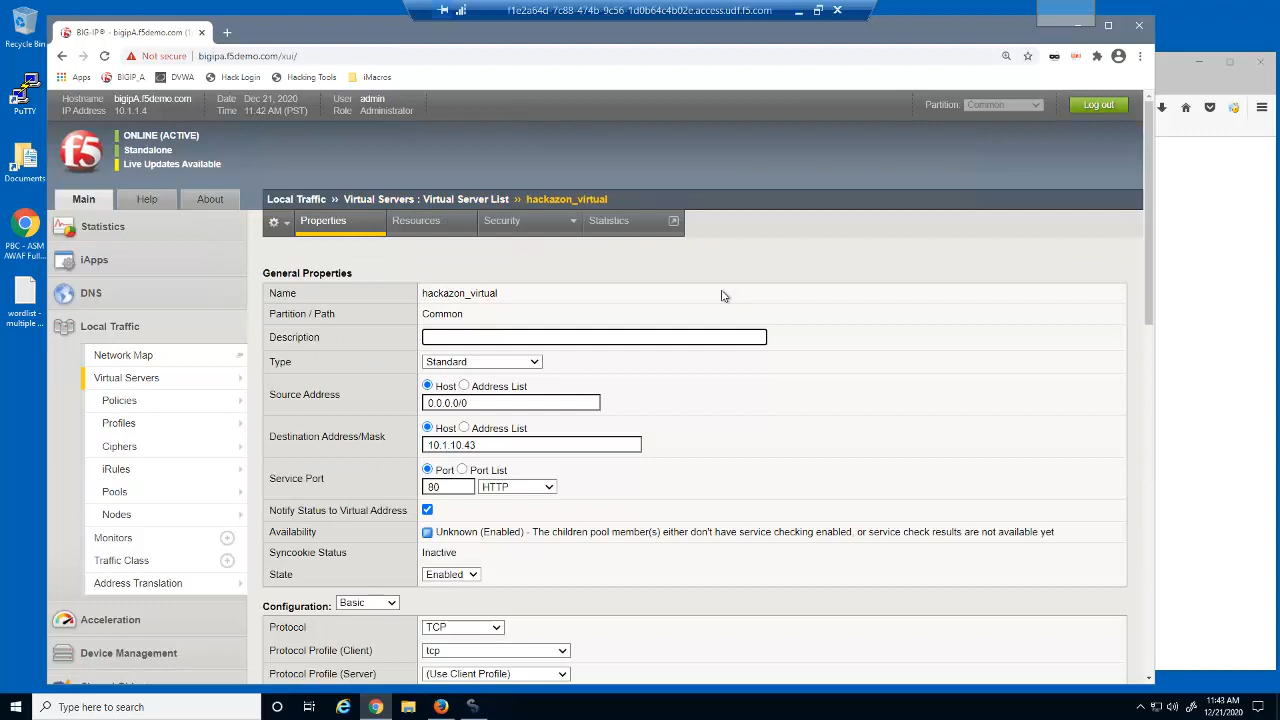 f1e2a64d-7c88-474b-9c56-1d0b64c4b02e.access.udf.f5.com
Recycle Bin
PuTTY
Documents
PBC - ASM
AWAF Full...
wordlist -
multiple ...
BIG-IP® - bigipA.f5demo.com (1
Not secure | bigipa.f5demo.com/xui/
Apps BIGIP_A DVWA Hack Login Hacking Tools iMacros
Hostname bigipA.f5demo.com Date Dec 21, 2020 User admin
IP Address 10.1.1.4 Time 11:42 AM (PST) Role Administrator
Partition: Common Log out
f5
ONLINE (ACTIVE)
Standalone
Live Updates Available
Main Help About
Local Traffic ›› Virtual Servers : Virtual Server List ›› hackazon_virtual
Properties Resources Security Statistics
Statistics
iApps
DNS
Local Traffic
Network Map
Virtual Servers
Policies
Profiles
Ciphers
iRules
Pools
Nodes
Monitors
Traffic Class
Address Translation
Acceleration
Device Management
General Properties
Name hackazon_virtual
Partition / Path Common
Description
Type Standard
Source Address Host Address List
0.0.0.0/0
Destination Address/Mask Host Address List
10.1.10.43
Service Port Port Port List
80 HTTP
Notify Status to Virtual Address
Availability Unknown (Enabled) - The children pool member(s) either don't have service checking enabled, or service check results are not available yet
Syncookie Status Inactive
State Enabled
Configuration: Basic
Protocol TCP
Protocol Profile (Client) tcp
Protocol Profile (Server) (Use Client Profile)
Type here to search
11:43 AM
12/21/2020